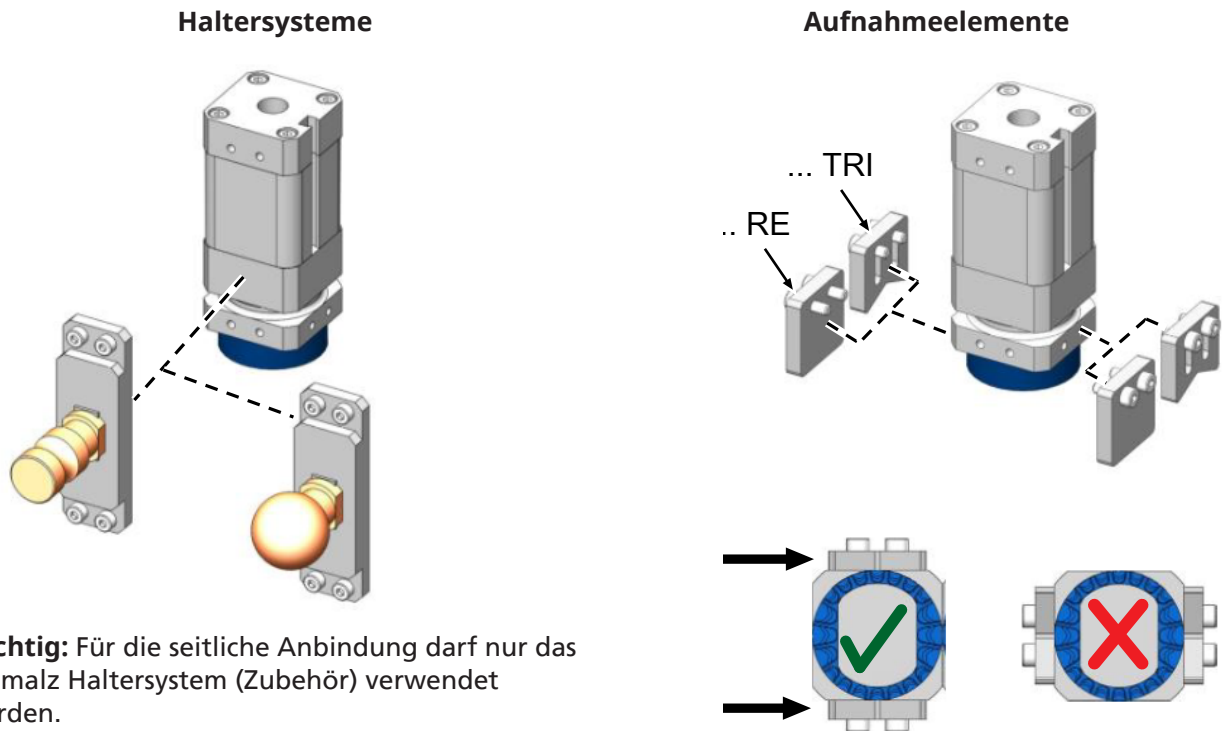 Haltersysteme
Aufnahmeelemente
... TRI
.. RE
chtig: Für die seitliche Anbindung darf nur das
malz Haltersystem (Zubehör) verwendet
rden.